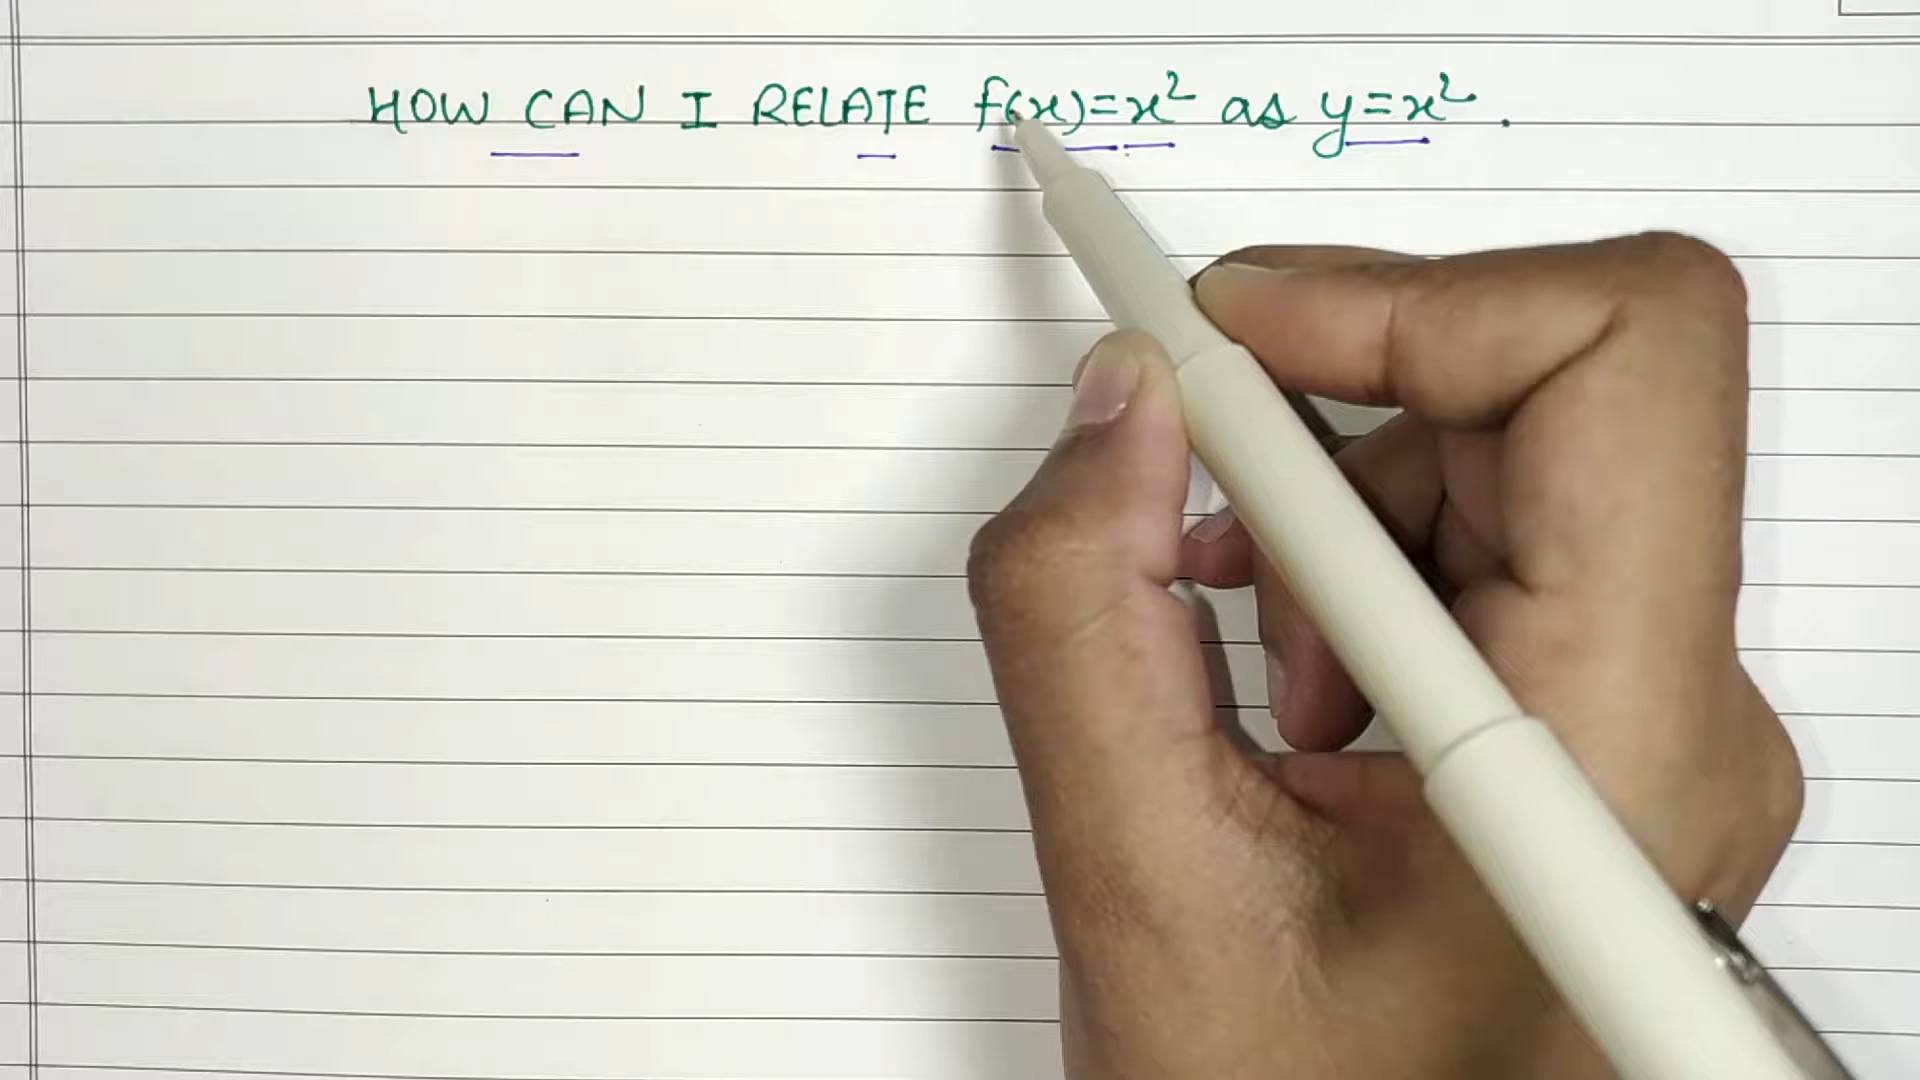 HOW CAN I RELATE f(x)=x² as y=x².